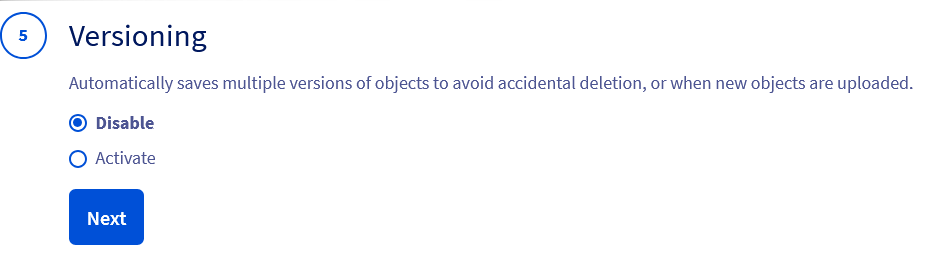 5
Versioning
Automatically saves multiple versions of objects to avoid accidental deletion, or when new objects are uploaded.
Disable
Activate
Next